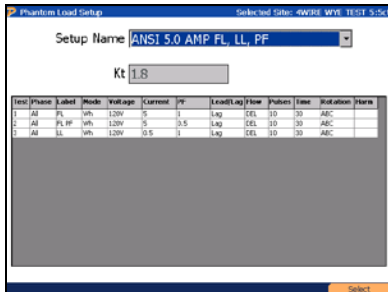 Phantom Load Setup Selected Site: 4WIRE WYE TEST 5:5c
Setup Name ANSI 5.0 AMP FL, LL, PF
Kt 1.8
Test Phase Label Mode Voltage Current PF Lead/Lag Flow Pulses Time Rotation Harm
1 All FL Wh 120V 5 1 Lag DEL 10 30 ABC
2 All FL PF Wh 120V 5 0.5 Lag DEL 10 30 ABC
3 All LL Wh 120V 0.5 1 Lag DEL 10 30 ABC
Select